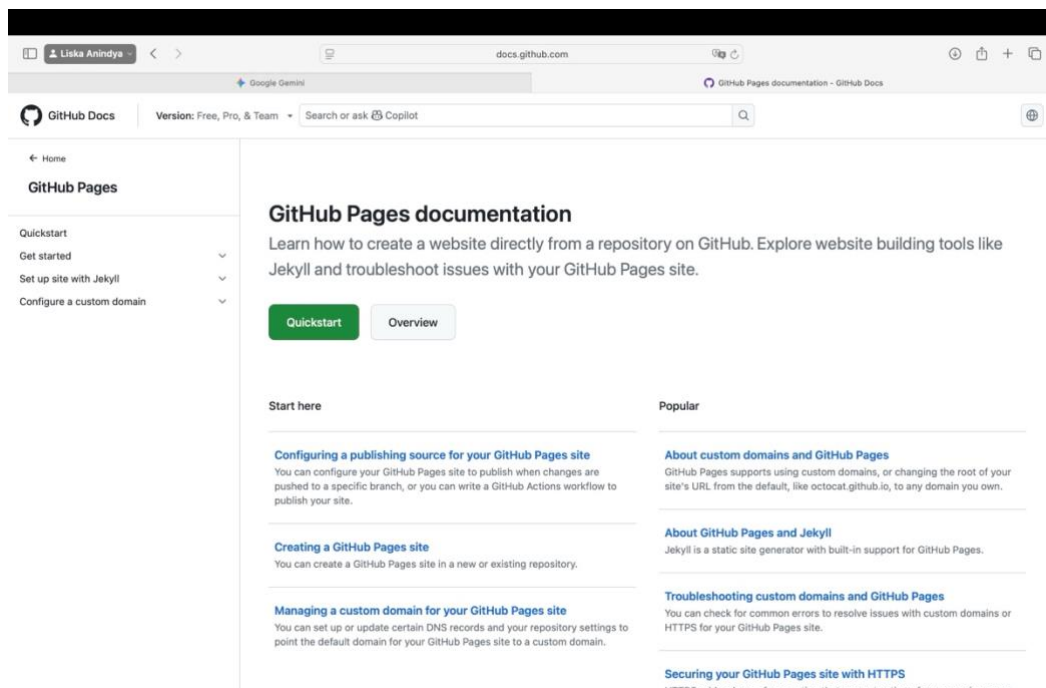 Liska Anindya
docs.github.com
Google Gemini
GitHub Pages documentation - GitHub Docs
GitHub Docs
Version: Free, Pro, & Team
Search or ask Copilot
Home
GitHub Pages
Quickstart
Get started
Set up site with Jekyll
Configure a custom domain
GitHub Pages documentation
Learn how to create a website directly from a repository on GitHub. Explore website building tools like
Jekyll and troubleshoot issues with your GitHub Pages site.
Quickstart
Overview
Start here
Configuring a publishing source for your GitHub Pages site
You can configure your GitHub Pages site to publish when changes are
pushed to a specific branch, or you can write a GitHub Actions workflow to
publish your site.
Creating a GitHub Pages site
You can create a GitHub Pages site in a new or existing repository.
Managing a custom domain for your GitHub Pages site
You can set up or update certain DNS records and your repository settings to
point the default domain for your GitHub Pages site to a custom domain.
Popular
About custom domains and GitHub Pages
GitHub Pages supports using custom domains, or changing the root of your
site's URL from the default, like octocat.github.io, to any domain you own.
About GitHub Pages and Jekyll
Jekyll is a static site generator with built-in support for GitHub Pages.
Troubleshooting custom domains and GitHub Pages
You can check for common errors to resolve issues with custom domains or
HTTPS for your GitHub Pages site.
Securing your GitHub Pages site with HTTPS